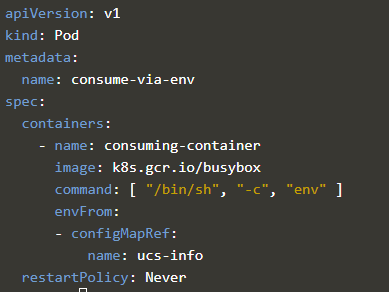 apiVersion: v1
kind: Pod
metadata:
  name: consume-via-env
spec:
  containers:
    - name: consuming-container
      image: k8s.gcr.io/busybox
      command: [ "/bin/sh", "-c", "env" ]
      envFrom:
      - configMapRef:
          name: ucs-info
  restartPolicy: Never